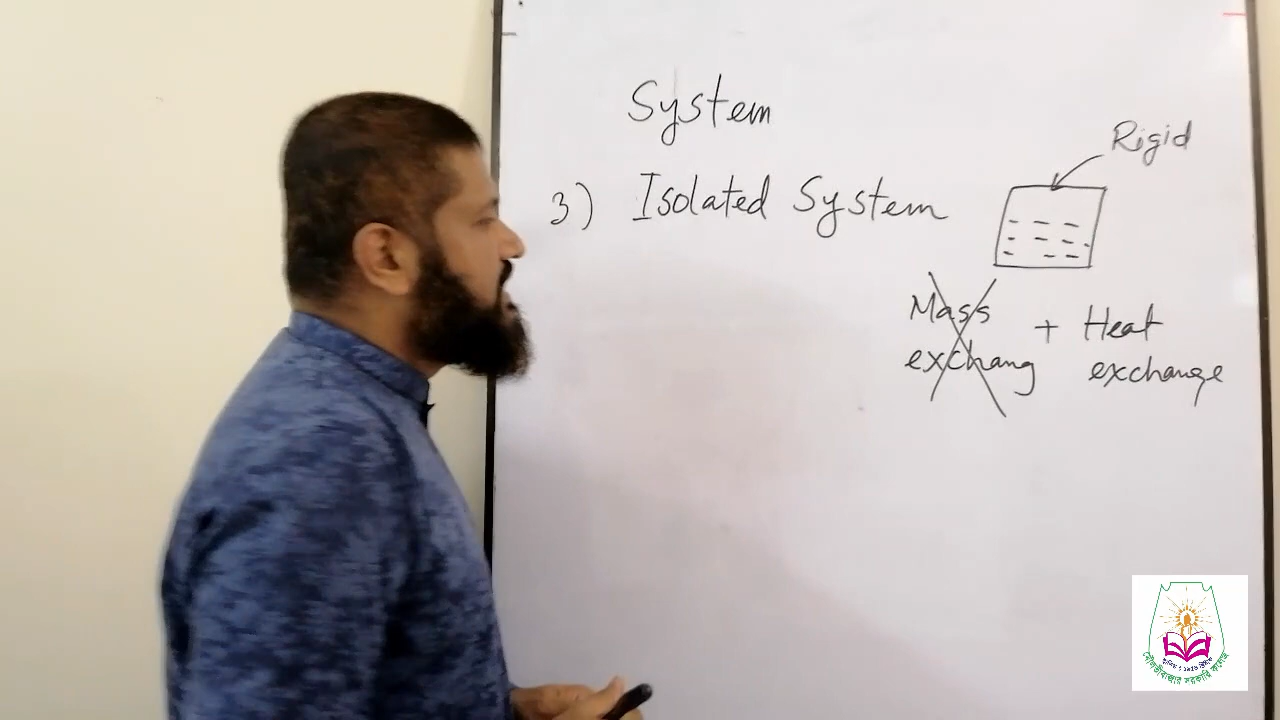 System
Rigid
3) Isolated System
Mass + Heat
exchang exchange